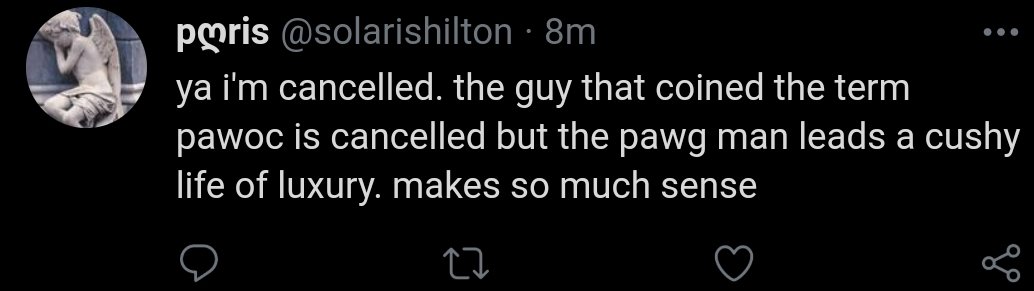 pღris @solarishilton · 8m
ya i'm cancelled. the guy that coined the term
pawoc is cancelled but the pawg man leads a cushy
life of luxury. makes so much sense